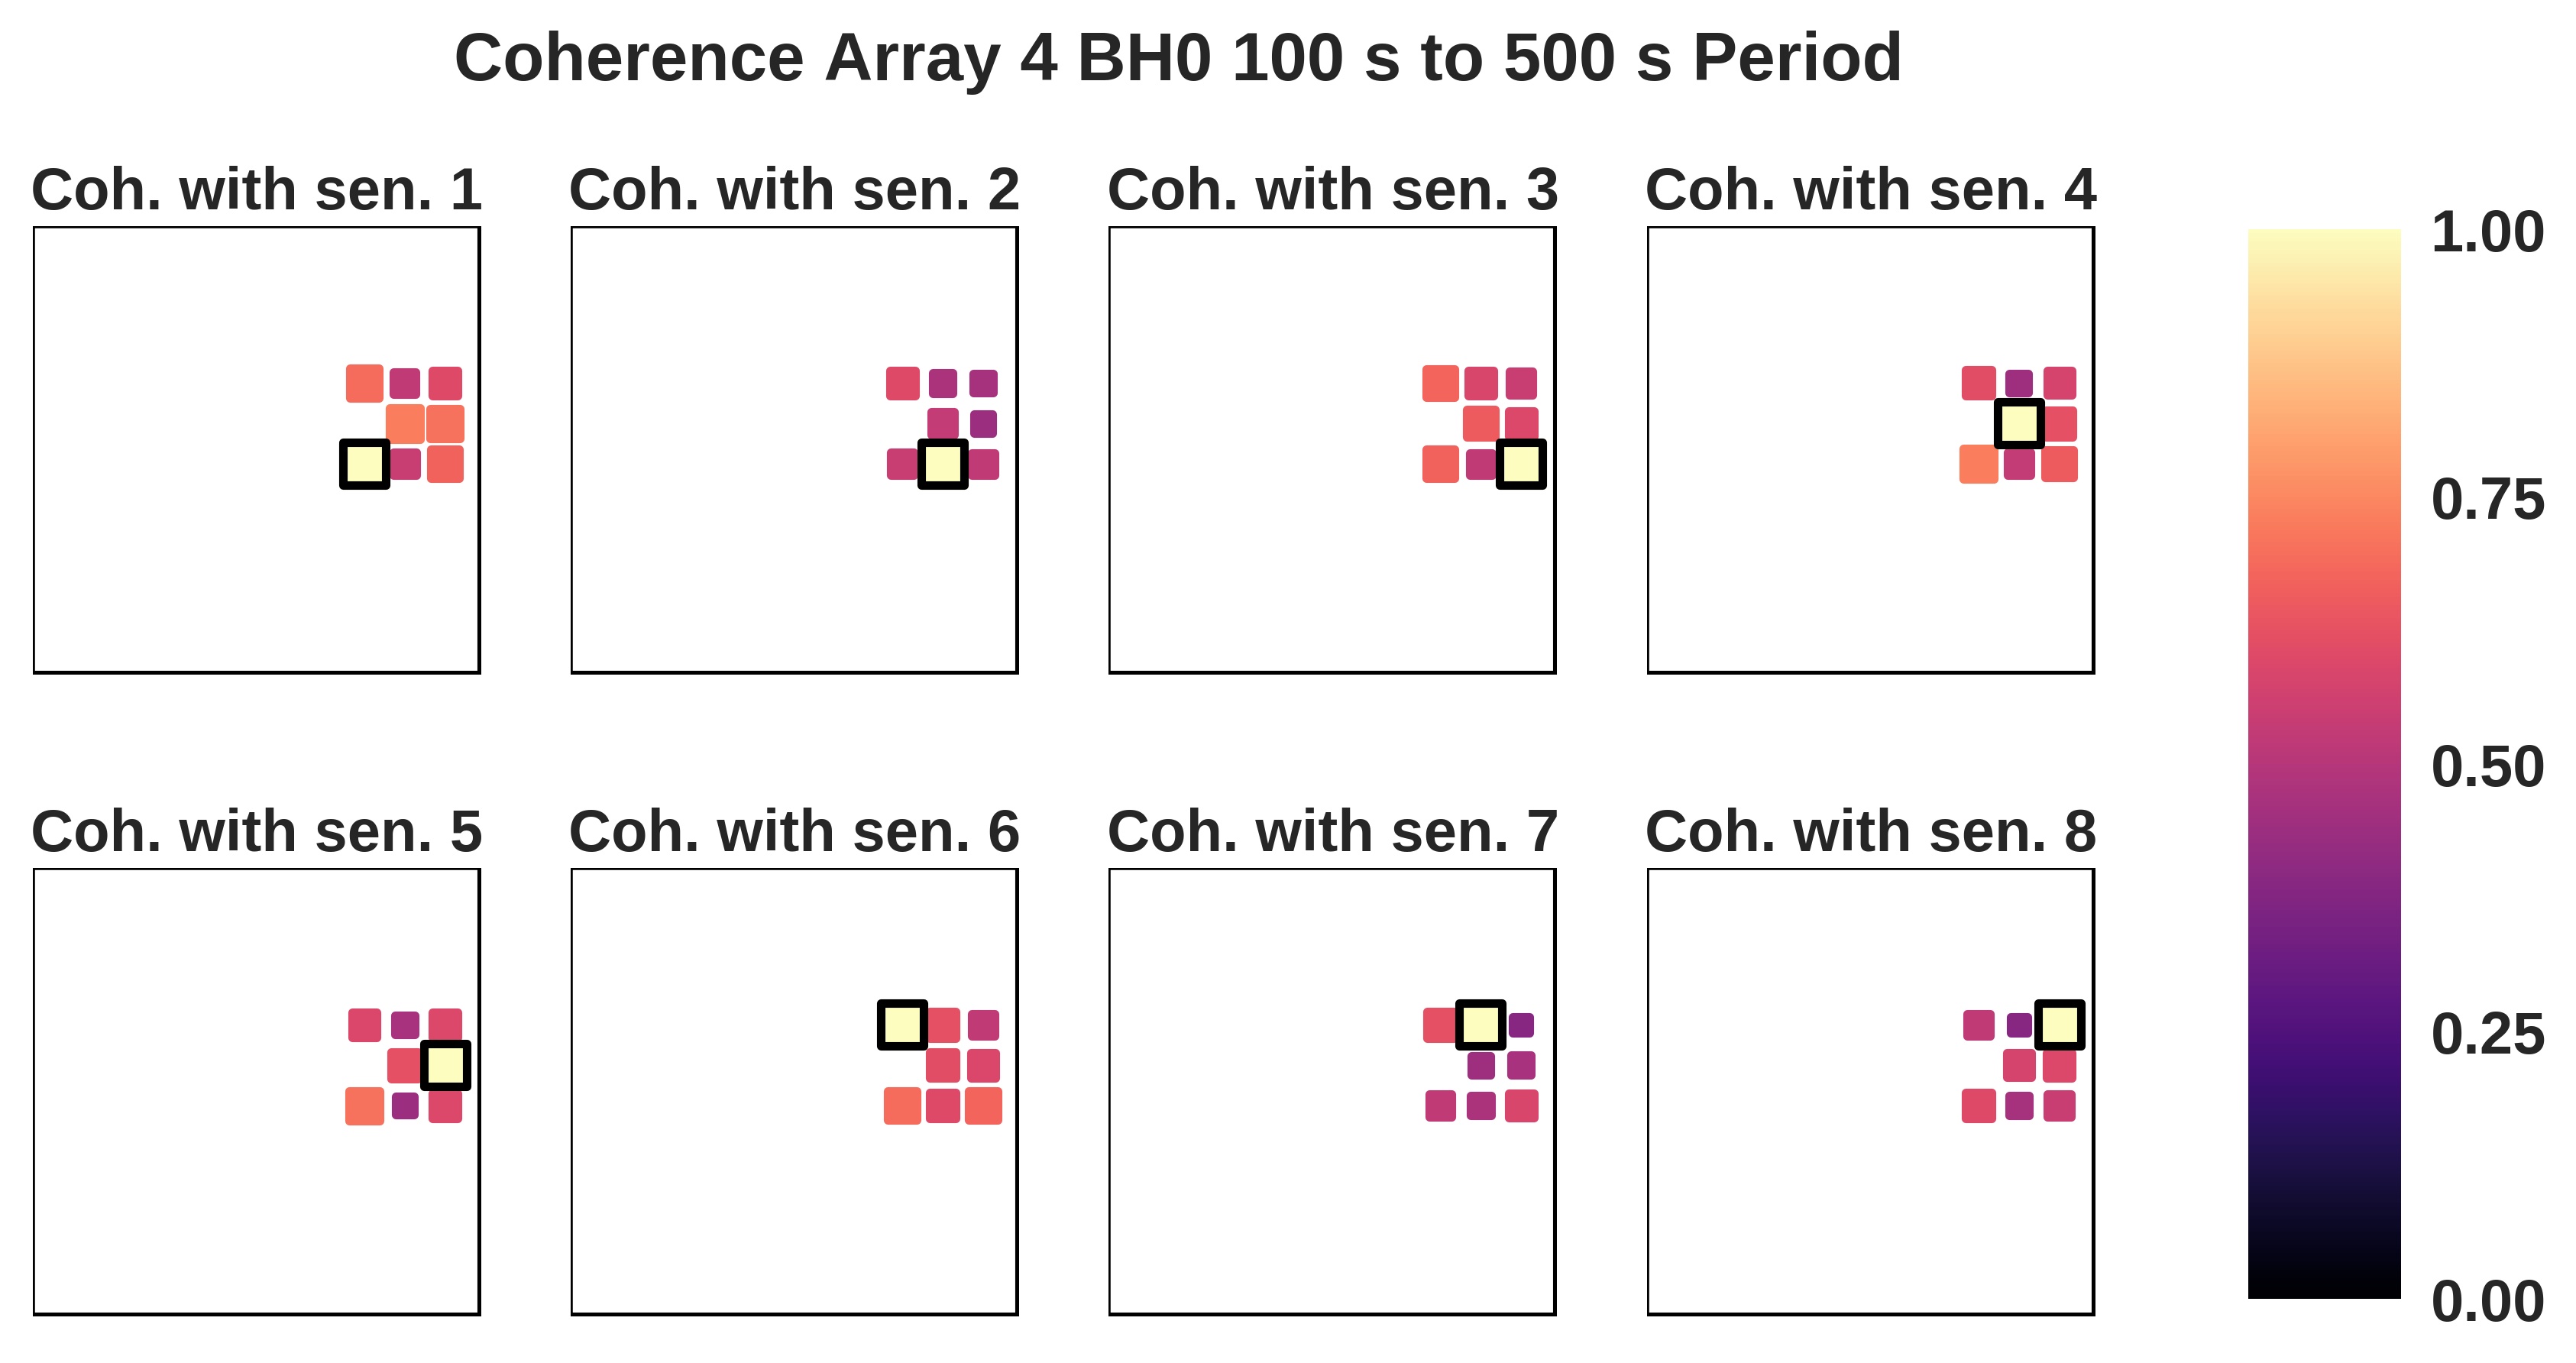 Coherence Array 4 BH0 100 s to 500 s Period
Coh. with sen. 1
Coh. with sen. 2
Coh. with sen. 3
Coh. with sen. 4
1.00
0.75
0.50
0.25
0.00
Coh. with sen. 5
Coh. with sen. 6
Coh. with sen. 7
Coh. with sen. 8